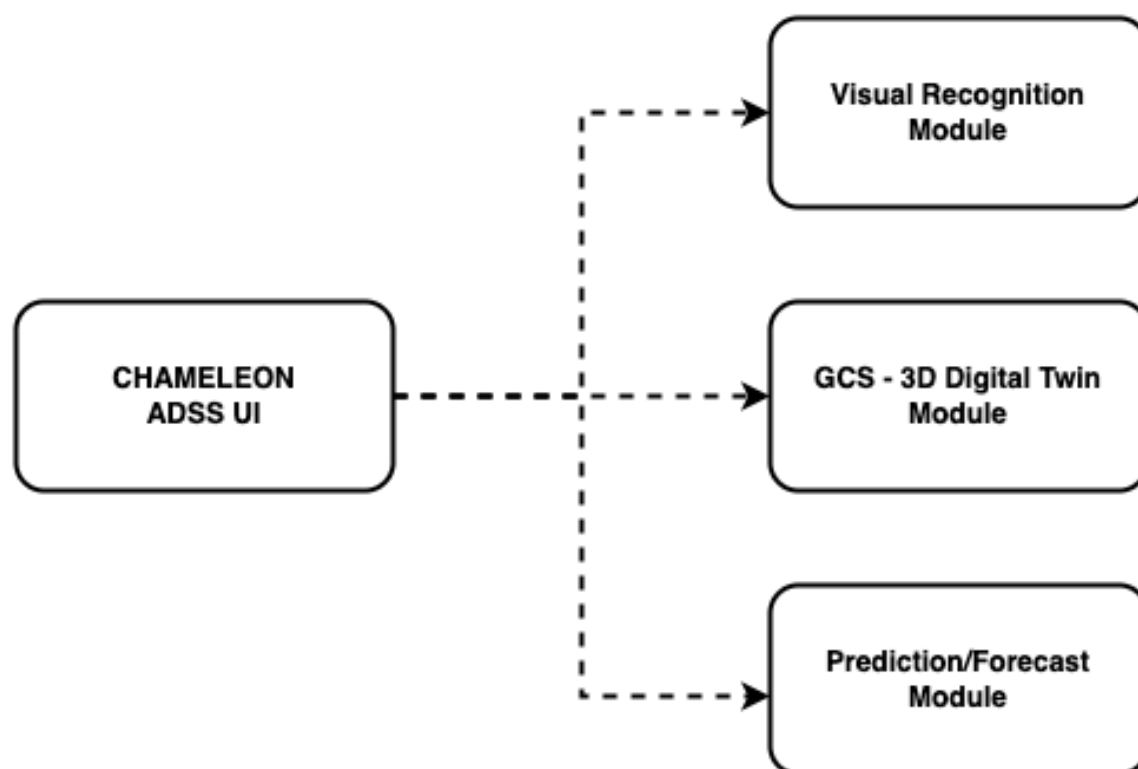 Visual Recognition
Module
CHAMELEON
ADSS UI
GCS - 3D Digital Twin
Module
Prediction/Forecast
Module